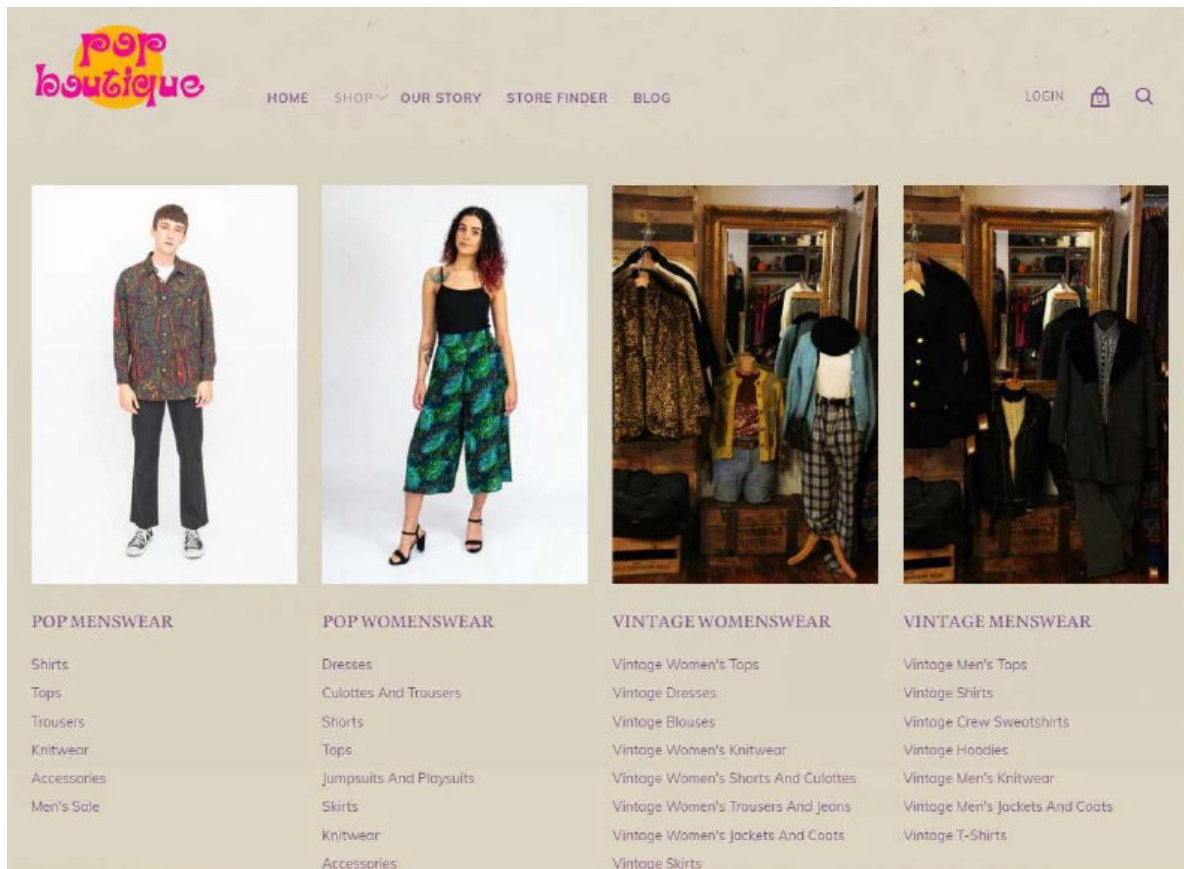 pop
boutique
HOME SHOP OUR STORY STORE FINDER BLOG
LOGIN 0
POP MENSWEAR
Shirts
Tops
Trousers
Knitwear
Accessories
Men's Sale
POP WOMENSWEAR
Dresses
Culottes And Trousers
Shorts
Tops
Jumpsuits And Playsuits
Skirts
Knitwear
Accessories
VINTAGE WOMENSWEAR
Vintage Women's Tops
Vintage Dresses
Vintage Blouses
Vintage Women's Knitwear
Vintage Women's Shorts And Culottes
Vintage Women's Trousers And Jeans
Vintage Women's Jackets And Coats
Vintage Skirts
VINTAGE MENSWEAR
Vintage Men's Tops
Vintage Shirts
Vintage Crew Sweatshirts
Vintage Hoodies
Vintage Men's Knitwear
Vintage Men's Jackets And Coats
Vintage T-Shirts